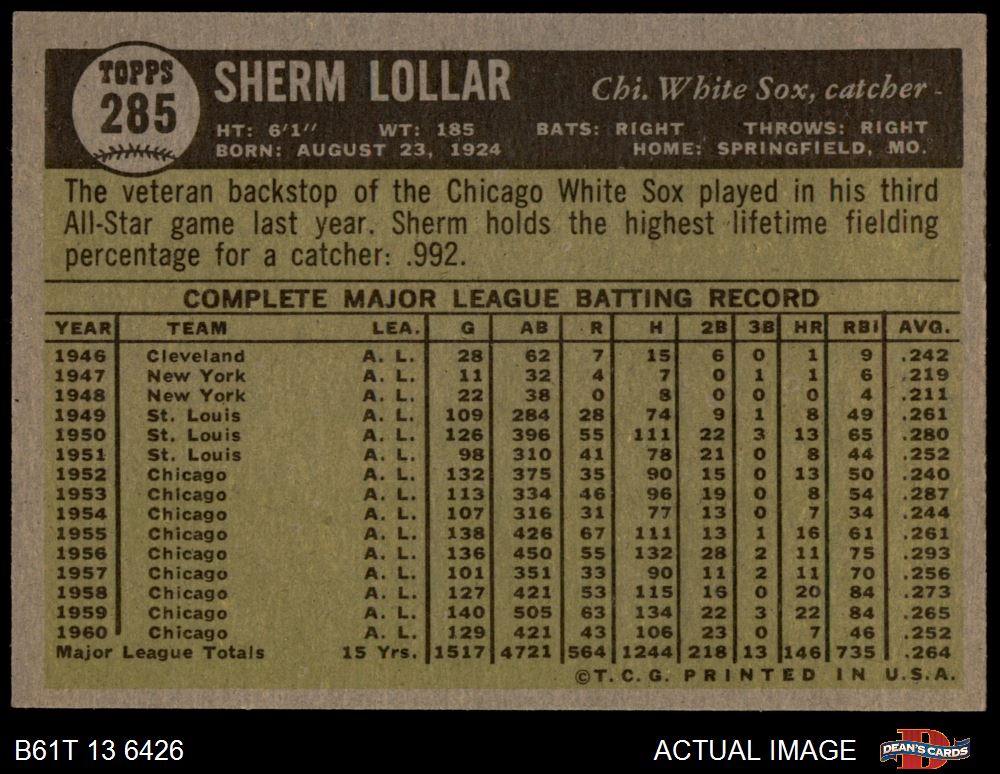 TOPPS
285
SHERM LOLLAR Chi. White Sox, catcher -
HT: 6'1'' WT: 185 BATS: RIGHT THROWS: RIGHT
BORN: AUGUST 23, 1924 HOME: SPRINGFIELD, MO.
The veteran backstop of the Chicago White Sox played in his third
All-Star game last year. Sherm holds the highest lifetime fielding
percentage for a catcher: .992.
COMPLETE MAJOR LEAGUE BATTING RECORD
YEAR TEAM LEA. G AB R H 2B 3B HR RBI AVG.
1946 Cleveland A. L. 28 62 7 15 6 0 1 9 .242
1947 New York A. L. 11 32 4 7 0 1 1 6 .219
1948 New York A. L. 22 38 0 8 0 0 0 4 .211
1949 St. Louis A. L. 109 284 28 74 9 1 8 49 .261
1950 St. Louis A. L. 126 396 55 111 22 3 13 65 .280
1951 St. Louis A. L. 98 310 41 78 21 0 8 44 .252
1952 Chicago A. L. 132 375 35 90 15 0 13 50 .240
1953 Chicago A. L. 113 334 46 96 19 0 8 54 .287
1954 Chicago A. L. 107 316 31 77 13 0 7 34 .244
1955 Chicago A. L. 138 426 67 111 13 1 16 61 .261
1956 Chicago A. L. 136 450 55 132 28 2 11 75 .293
1957 Chicago A. L. 101 351 33 90 11 2 11 70 .256
1958 Chicago A. L. 127 421 53 115 16 0 20 84 .273
1959 Chicago A. L. 140 505 63 134 22 3 22 84 .265
1960 Chicago A. L. 129 421 43 106 23 0 7 46 .252
Major League Totals 15 Yrs. 1517 4721 564 1244 218 13 146 735 .264
©T. C. G. PRINTED IN U.S.A.
B61T 13 6426 ACTUAL IMAGE DEAN'S CARDS